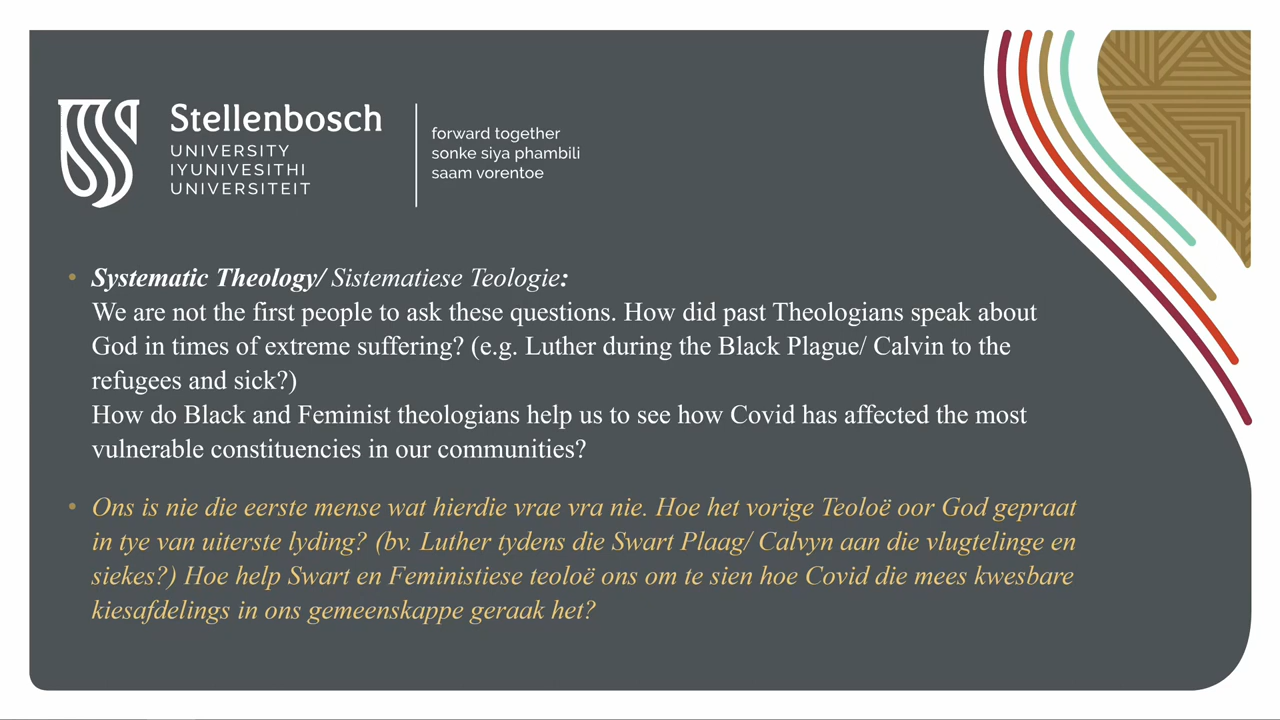 Stellenbosch
UNIVERSITY
IYUNIVESITHI
UNIVERSITEIT
forward together
sonke siya phambili
saam vorentoe
• Systematic Theology/ Sistematiese Teologie:
We are not the first people to ask these questions. How did past Theologians speak about
God in times of extreme suffering? (e.g. Luther during the Black Plague/ Calvin to the
refugees and sick?)
How do Black and Feminist theologians help us to see how Covid has affected the most
vulnerable constituencies in our communities?
• Ons is nie die eerste mense wat hierdie vrae vra nie. Hoe het vorige Teoloë oor God gepraat
in tye van uiterste lyding? (bv. Luther tydens die Swart Plaag/ Calvyn aan die vlugtelinge en
siekes?) Hoe help Swart en Feministiese teoloë ons om te sien hoe Covid die mees kwesbare
kiesafdelings in ons gemeenskappe geraak het?